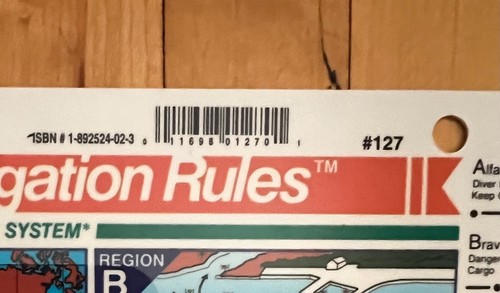 ISBN # 1-892524-02-3
0 11698 01270 1
#127
gation Rules™
SYSTEM*
REGION
B
Alfa
Diver
Keep
Brav
Danger
Cargo